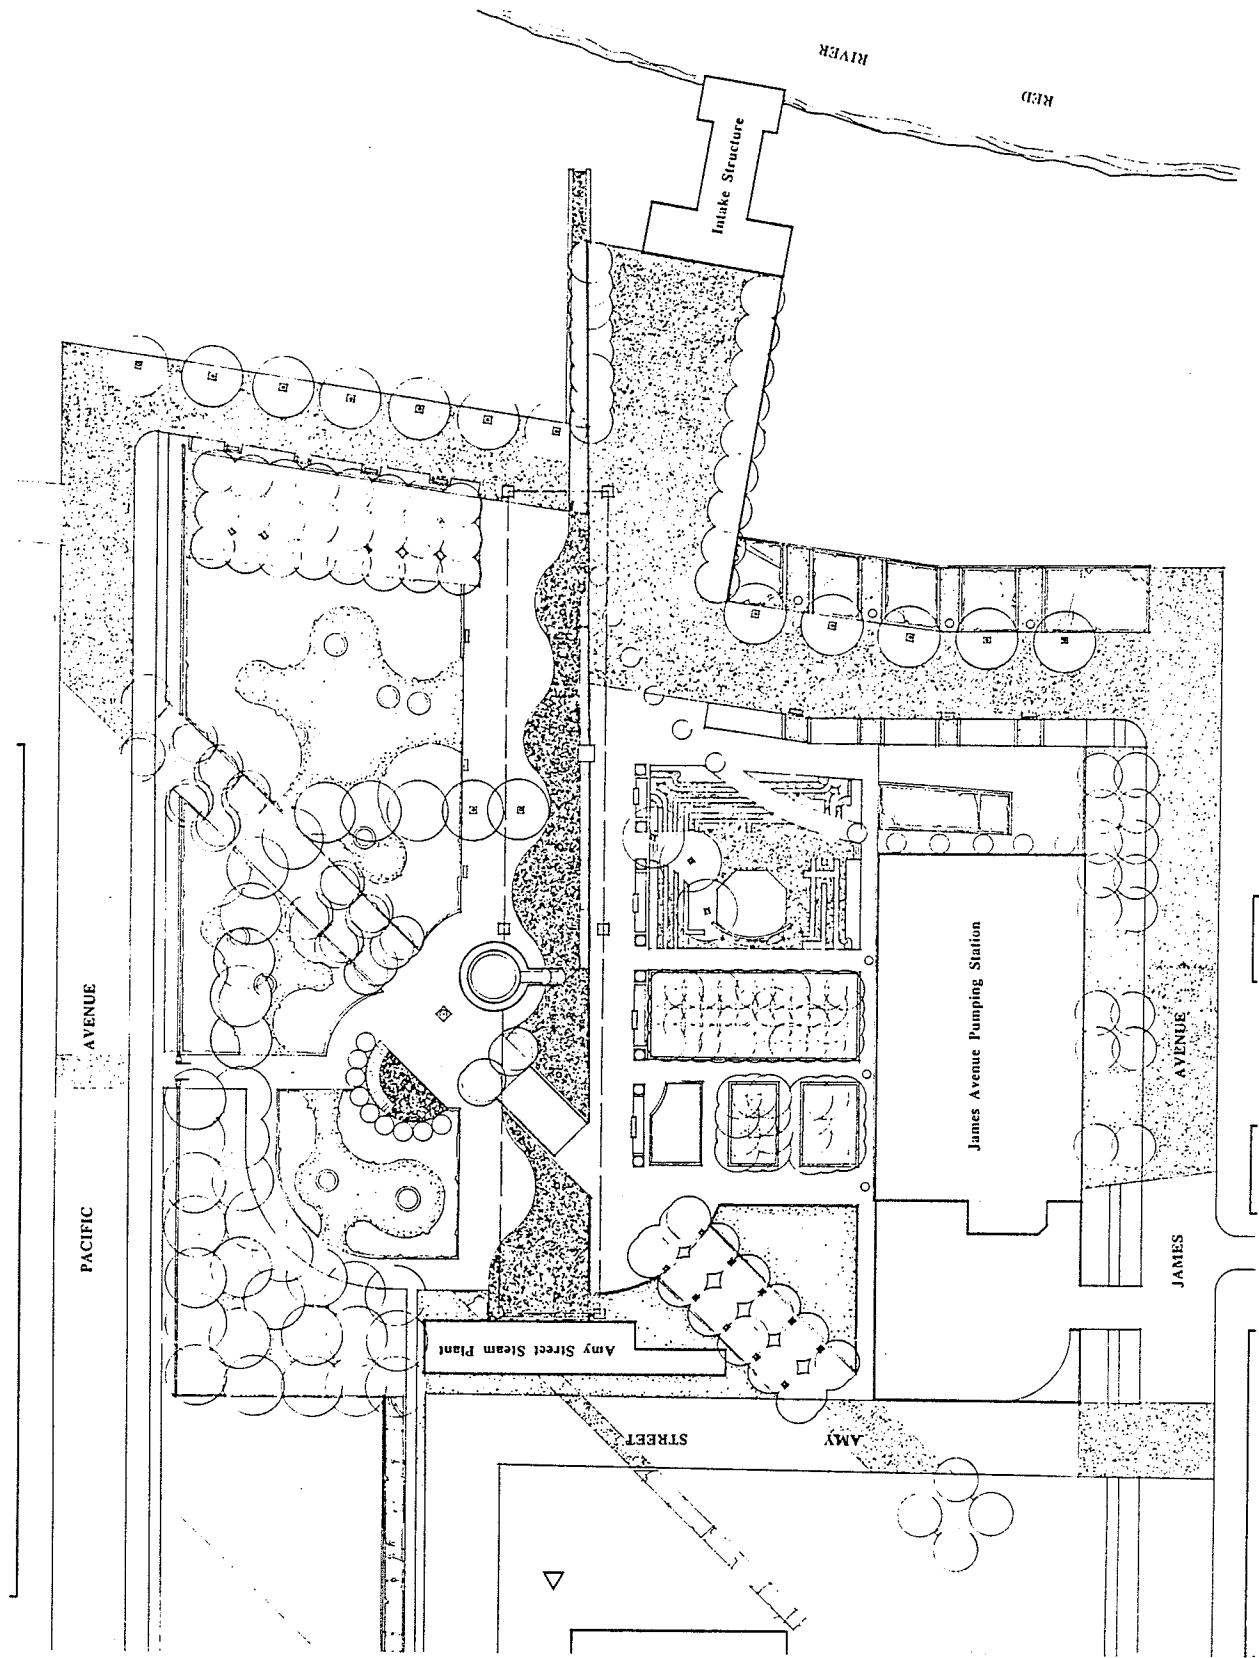 RED
RIVER
Intake Structure
PACIFIC AVENUE
James Avenue Pumping Station
JAMES AVENUE
Amy Street Steam Plant
AMY STREET